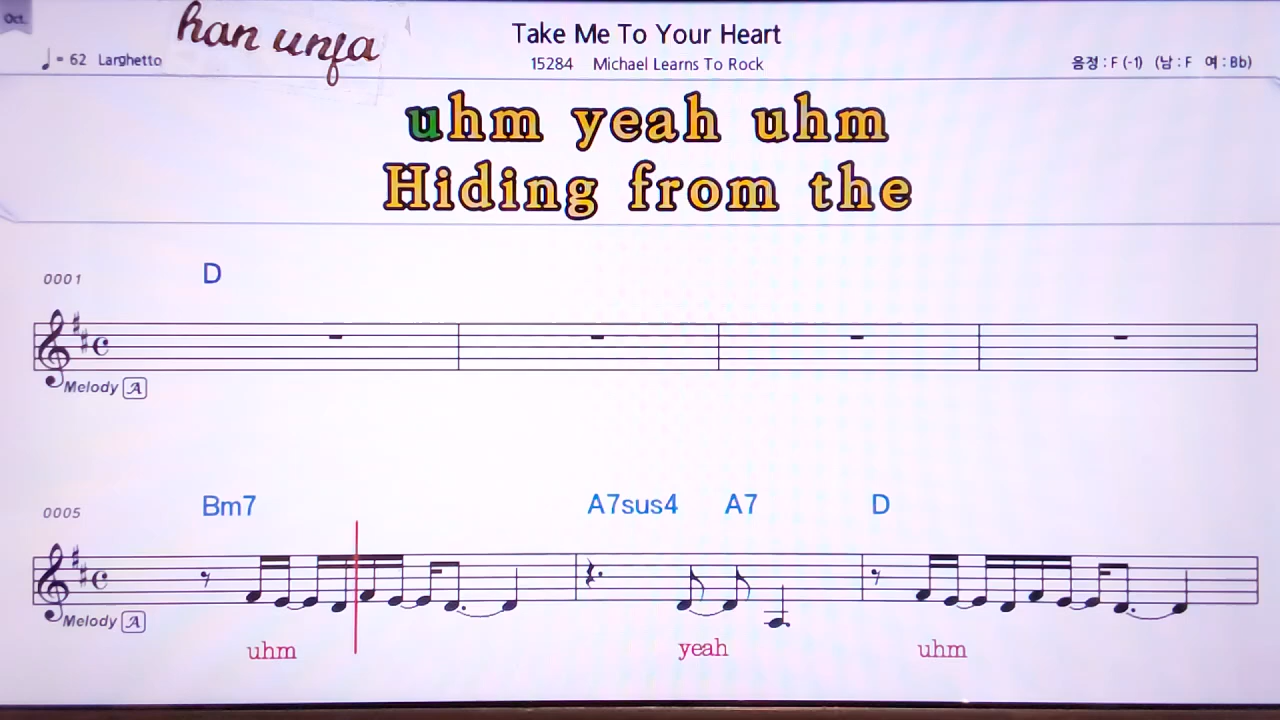 Oct.
han unfa
Take Me To Your Heart
♩= 62 Larghetto
15284 Michael Learns To Rock
음정 : F (-1) (남 : F 여 : Bb)
uhm yeah uhm
Hiding from the
0001
D
Melody A
0005
Bm7 A7sus4 A7 D
Melody A
uhm yeah uhm